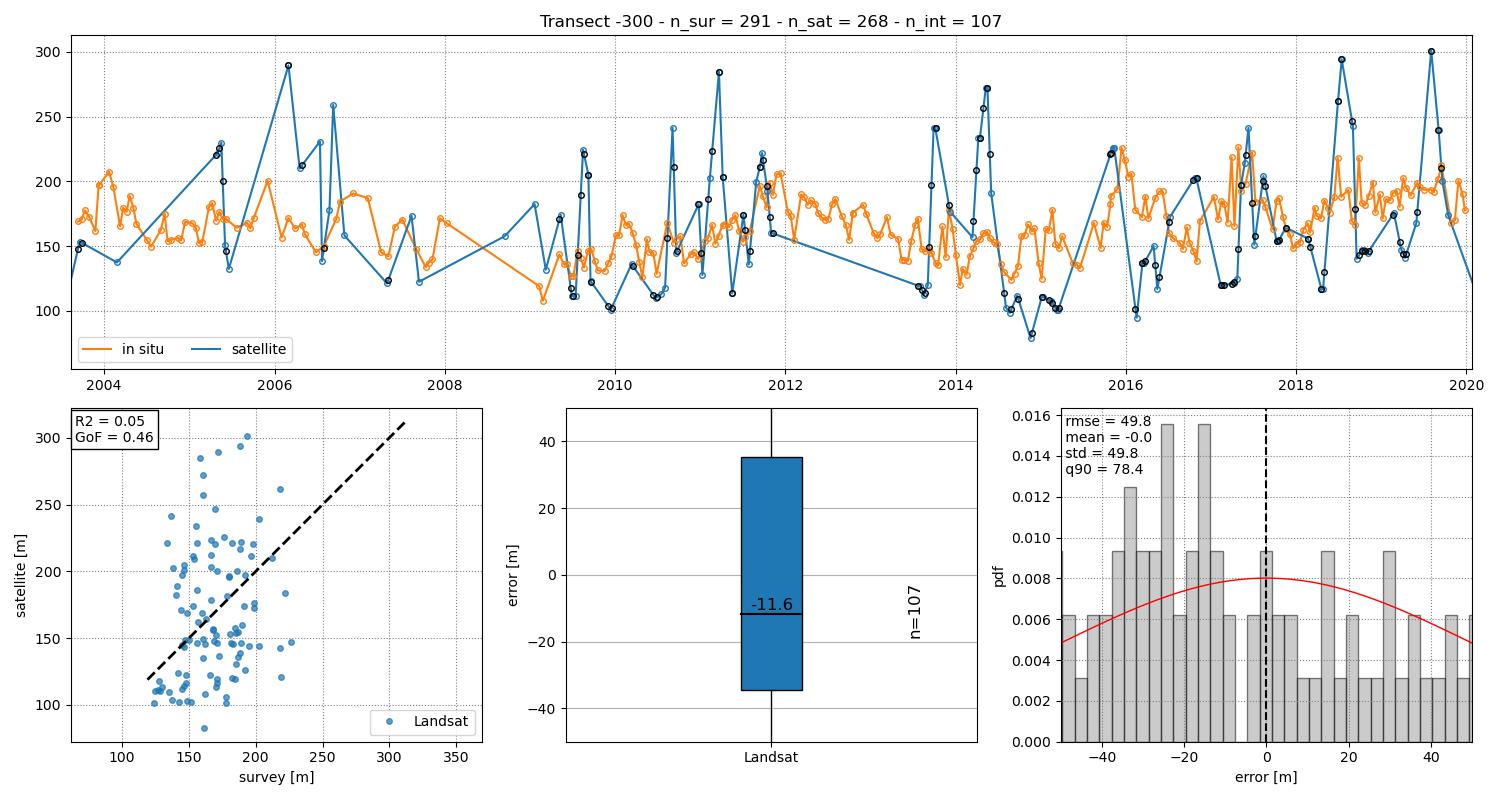 Transect -300 - n_sur = 291 - n_sat = 268 - n_int = 107
300
250
200
150
100
in situ
satellite
2004
2006
2008
2010
2012
2014
2016
2018
2020
R2 = 0.05
GoF = 0.46
300
250
200
150
100
satellite [m]
Landsat
100
150
200
250
300
350
survey [m]
40
20
0
−20
−40
error [m]
-11.6
n=107
Landsat
rmse = 49.8
mean = -0.0
std = 49.8
q90 = 78.4
0.016
0.014
0.012
0.010
0.008
0.006
0.004
0.002
0.000
pdf
−40
−20
0
20
40
error [m]